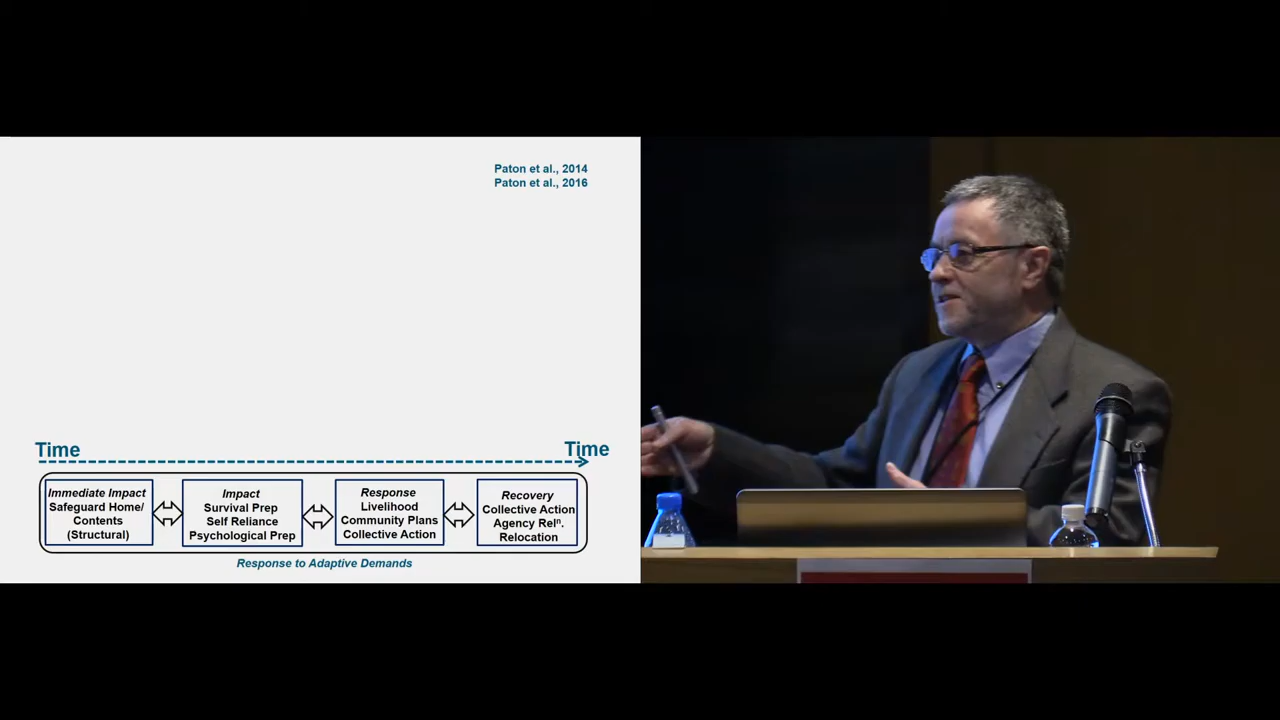 Paton et al., 2014
Paton et al., 2016
Time
Time
Immediate Impact
Safeguard Home/
Contents
(Structural)
Impact
Survival Prep
Self Reliance
Psychological Prep
Response
Livelihood
Community Plans
Collective Action
Recovery
Collective Action
Agency Relⁿ.
Relocation
Response to Adaptive Demands